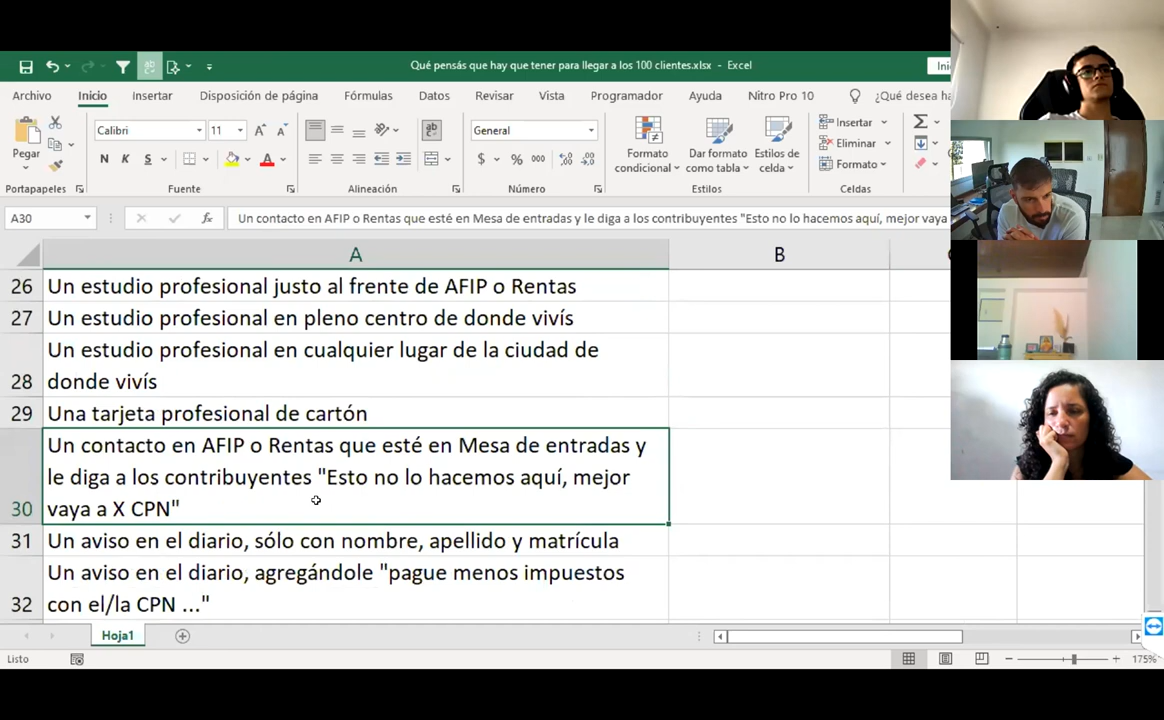 Qué pensás que hay que tener para llegar a los 100 clientes.xlsx - Excel
Archivo Inicio Insertar Disposición de página Fórmulas Datos Revisar Vista Programador Ayuda Nitro Pro 10 ¿Qué desea
Calibri 11 General Insertar
Eliminar
Pegar N K S $ % 000 Formato condicional Dar formato como tabla Estilos de celda Formato
Portapapeles Fuente Alineación Número Estilos Celdas
A30 fx Un contacto en AFIP o Rentas que esté en Mesa de entradas y le diga a los contribuyentes "Esto no lo hacemos aquí, mejor vaya
A B
26 Un estudio profesional justo al frente de AFIP o Rentas
27 Un estudio profesional en pleno centro de donde vivís
Un estudio profesional en cualquier lugar de la ciudad de
28 donde vivís
29 Una tarjeta profesional de cartón
Un contacto en AFIP o Rentas que esté en Mesa de entradas y
le diga a los contribuyentes "Esto no lo hacemos aquí, mejor
30 vaya a X CPN"
31 Un aviso en el diario, sólo con nombre, apellido y matrícula
Un aviso en el diario, agregándole "pague menos impuestos
32 con el/la CPN ..."
Hoja1
Listo 175%